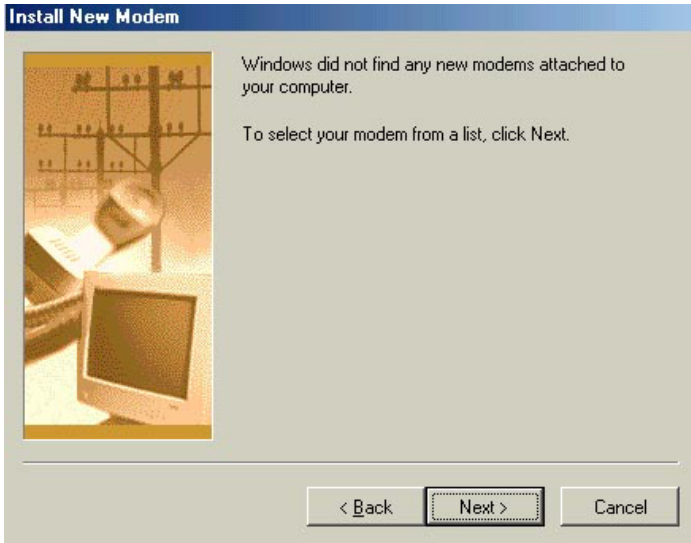 Install New Modem
Windows did not find any new modems attached to
your computer.
To select your modem from a list, click Next.
< Back
Next >
Cancel